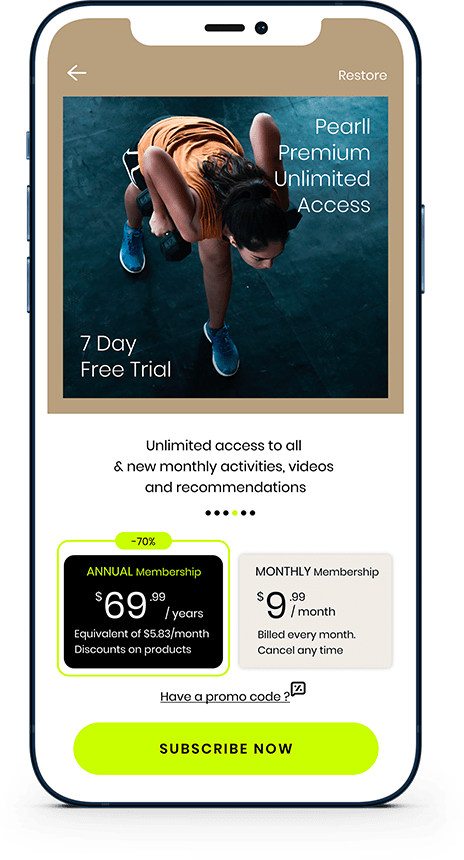 Restore
Pearll
Premium
Unlimited
Access
7 Day
Free Trial
Unlimited access to all
& new monthly activities, videos
and recommendations
-70%
ANNUAL Membership
$69.99 / years
Equivalent of $5.83/month
Discounts on products
MONTHLY Membership
$9.99 / month
Billed every month.
Cancel any time
Have a promo code ?
SUBSCRIBE NOW